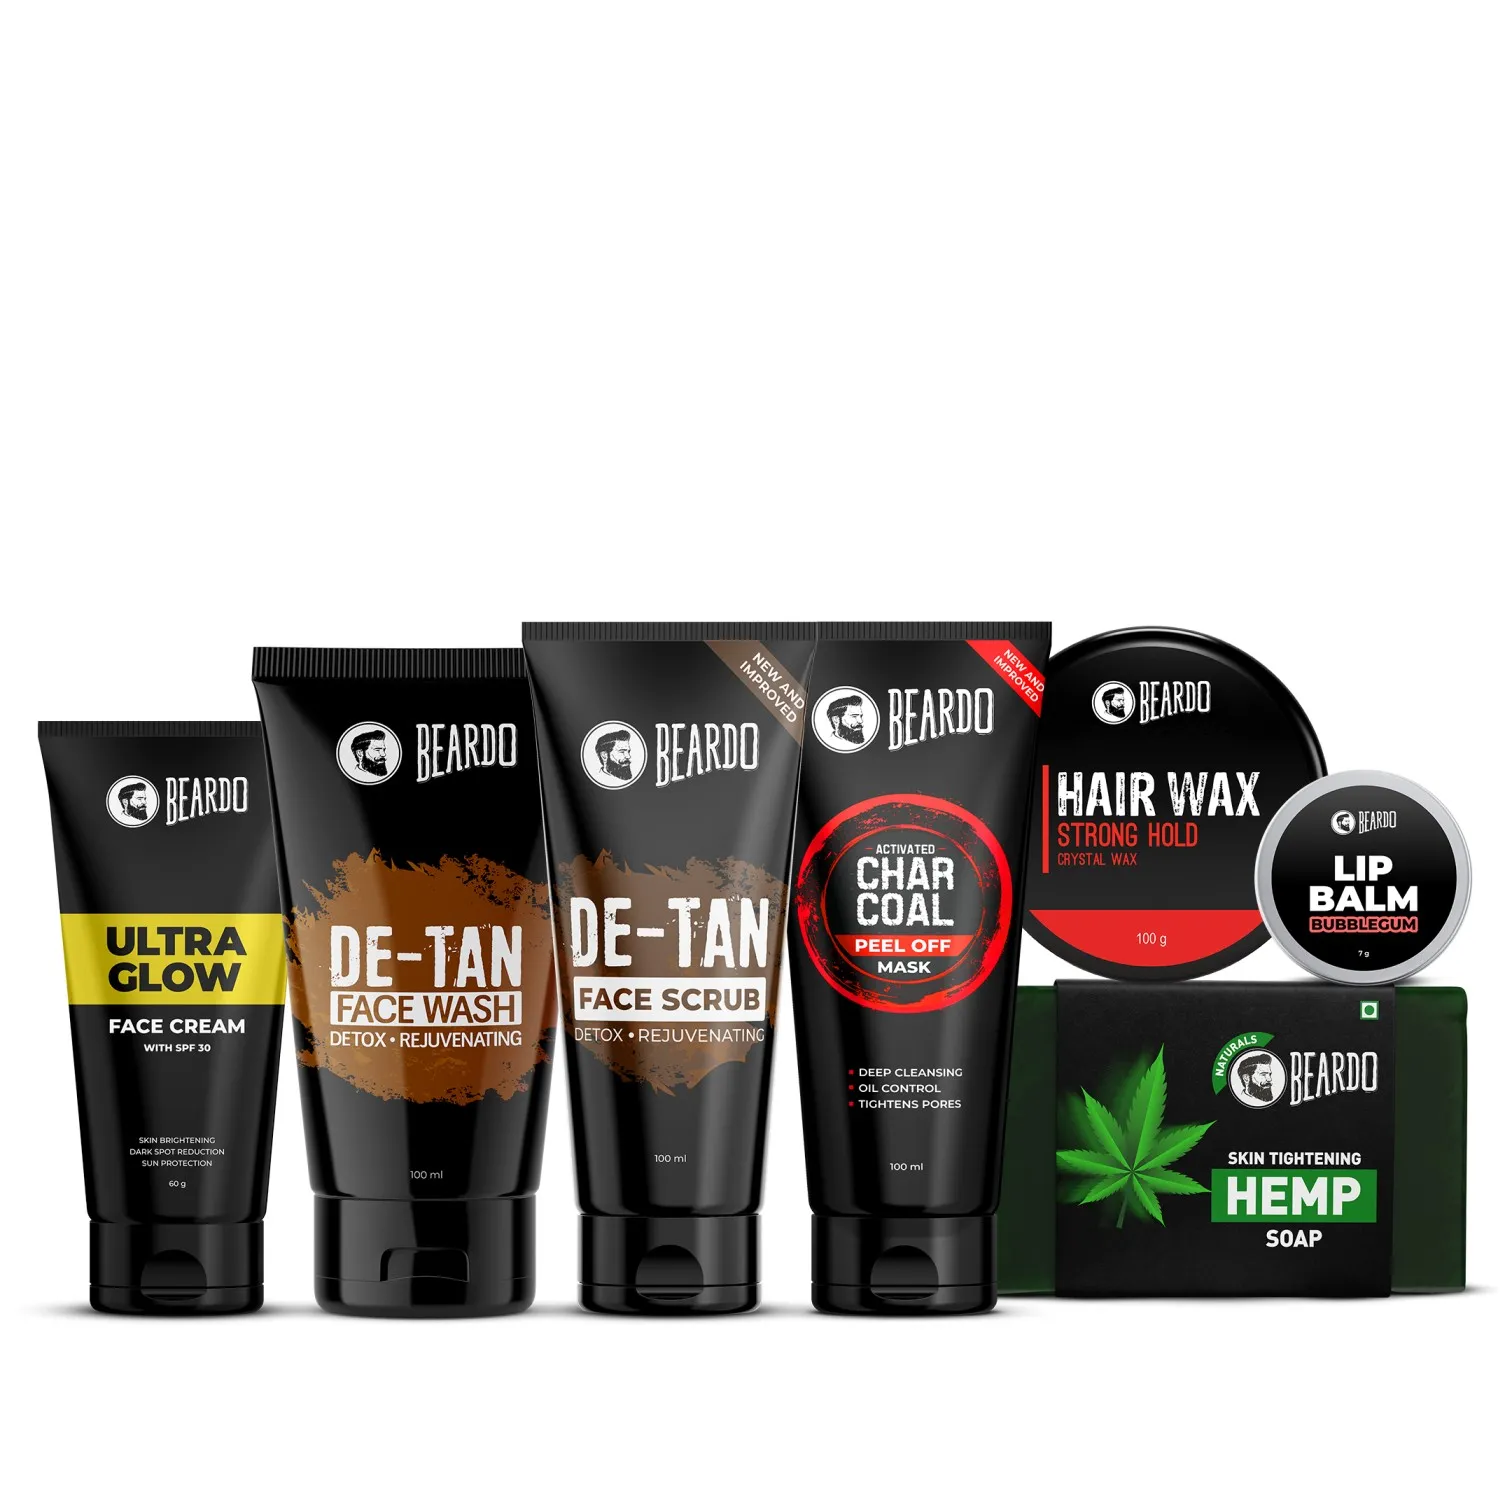 BEARDO
ULTRA
GLOW
FACE CREAM
WITH SPF 30
SKIN BRIGHTENING
DARK SPOT REDUCTION
SUN PROTECTION
60 g
BEARDO
DE-TAN
FACE WASH
DETOX • REJUVENATING
100 ml
NEW AND
IMPROVED
BEARDO
DE-TAN
FACE SCRUB
DETOX • REJUVENATING
100 ml
NEW AND
IMPROVED
BEARDO
ACTIVATED
CHAR
COAL
PEEL OFF
MASK
DEEP CLEANSING
OIL CONTROL
TIGHTENS PORES
100 ml
BEARDO
HAIR WAX
STRONG HOLD
CRYSTAL WAX
100 g
BEARDO
LIP
BALM
BUBBLEGUM
7 g
NATURALS
BEARDO
SKIN TIGHTENING
HEMP
SOAP